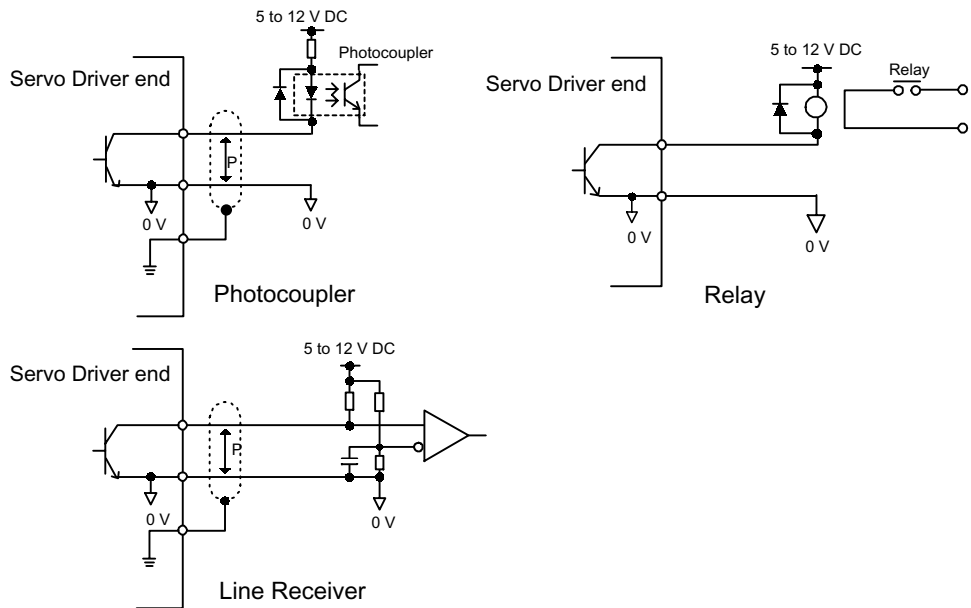 5 to 12 V DC
Photocoupler
Servo Driver end
P
0 V
0 V
Photocoupler
5 to 12 V DC
Relay
Servo Driver end
0 V
0 V
Relay
5 to 12 V DC
Servo Driver end
P
0 V
0 V
Line Receiver